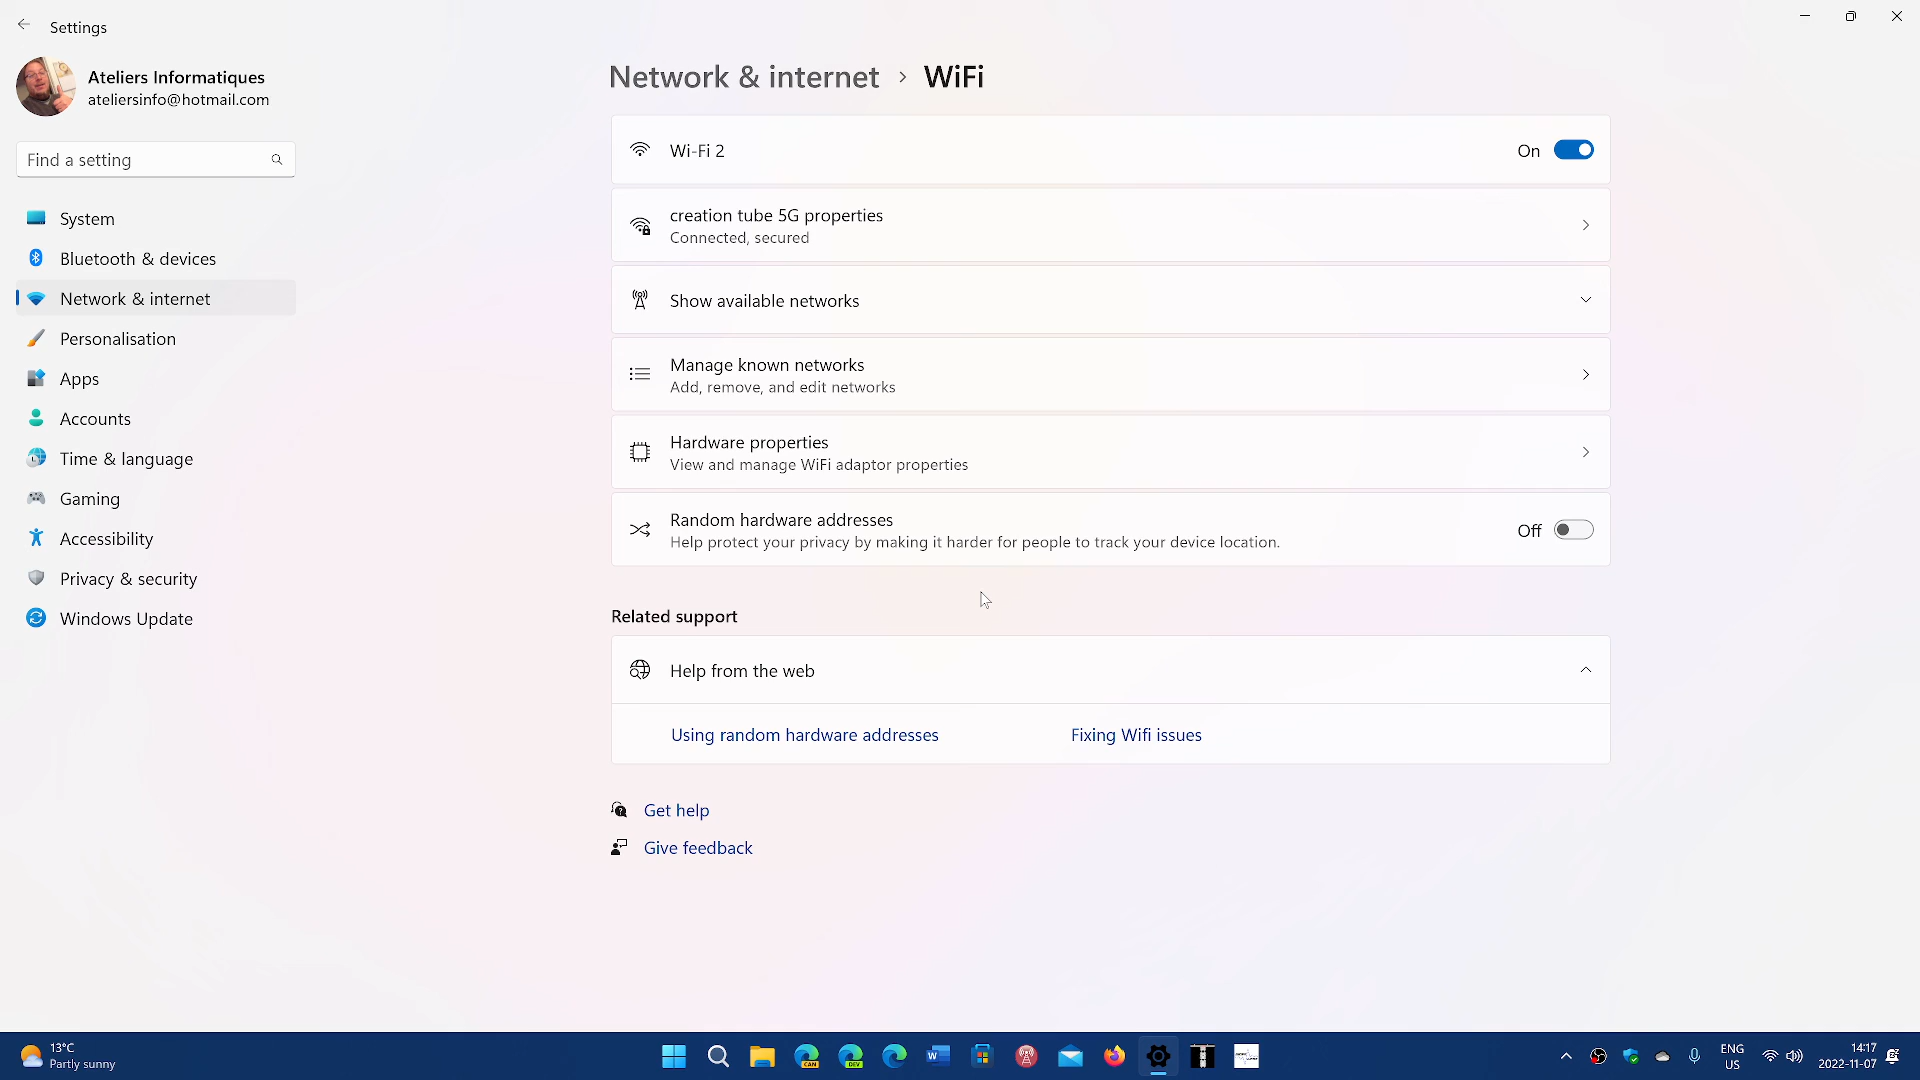 Settings
Ateliers Informatiques
ateliersinfo@hotmail.com
Find a setting
System
Bluetooth & devices
Network & internet
Personalisation
Apps
Accounts
Time & language
Gaming
Accessibility
Privacy & security
Windows Update
Network & internet > WiFi
Wi-Fi 2
On
creation tube 5G properties
Connected, secured
Show available networks
Manage known networks
Add, remove, and edit networks
Hardware properties
View and manage WiFi adaptor properties
Random hardware addresses
Help protect your privacy by making it harder for people to track your device location.
Off
Related support
Help from the web
Using random hardware addresses
Fixing Wifi issues
Get help
Give feedback
13°C
Partly sunny
CAN
DEV
W
ENG
US
14:17
2022-11-07